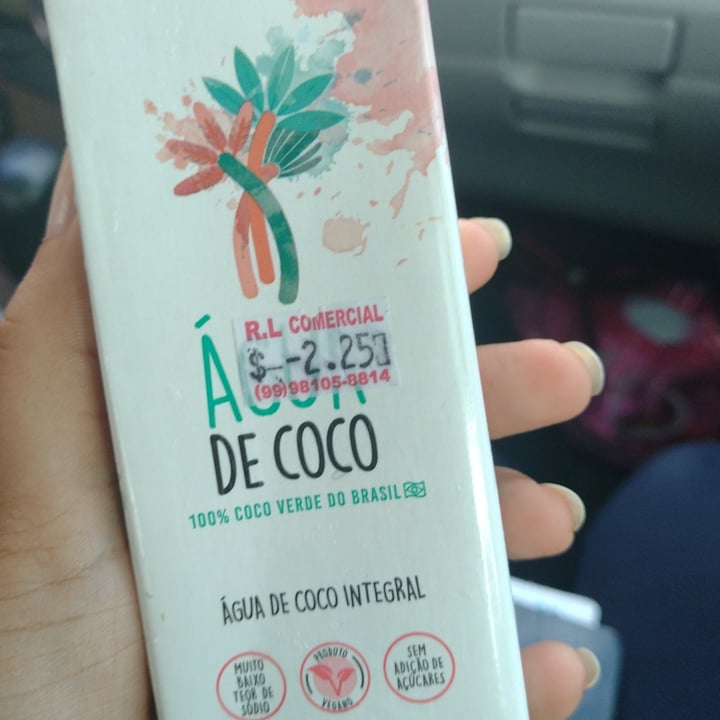 R.L COMERCIAL
$ -2.25
(99)98105-8814
ÁGUA
DE COCO
100% COCO VERDE DO BRASIL
ÁGUA DE COCO INTEGRAL
MUITO
BAIXO
TEOR DE
SÓDIO
PRODUTO
VEGANO
SEM
ADIÇÃO DE
AÇÚCARES